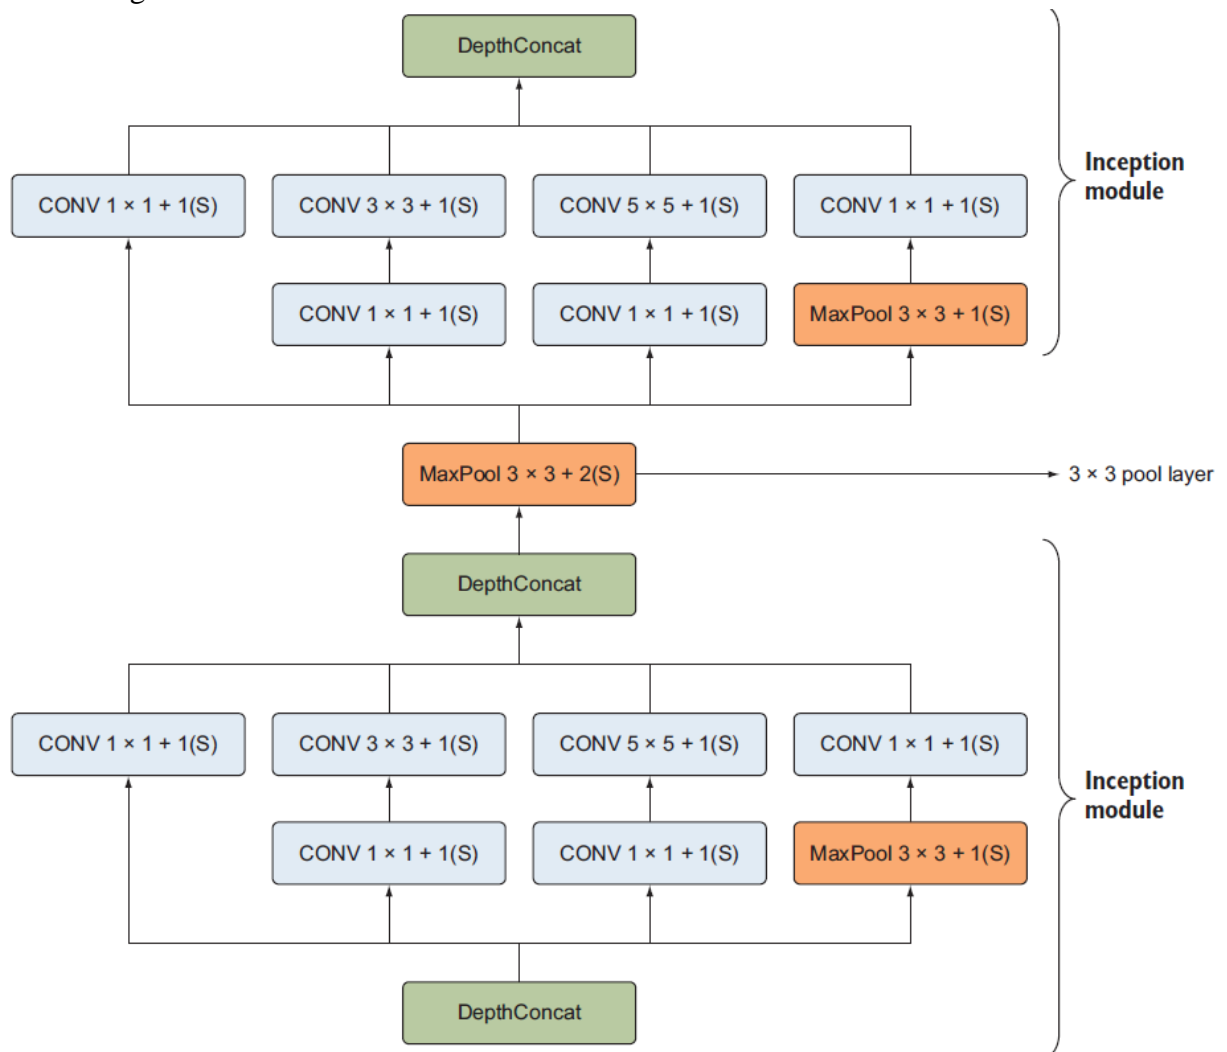 DepthConcat
CONV 1 × 1 + 1(S)
CONV 3 × 3 + 1(S)
CONV 5 × 5 + 1(S)
CONV 1 × 1 + 1(S)
Inception
module
CONV 1 × 1 + 1(S)
CONV 1 × 1 + 1(S)
MaxPool 3 × 3 + 1(S)
MaxPool 3 × 3 + 2(S)
3 × 3 pool layer
DepthConcat
CONV 1 × 1 + 1(S)
CONV 3 × 3 + 1(S)
CONV 5 × 5 + 1(S)
CONV 1 × 1 + 1(S)
Inception
module
CONV 1 × 1 + 1(S)
CONV 1 × 1 + 1(S)
MaxPool 3 × 3 + 1(S)
DepthConcat